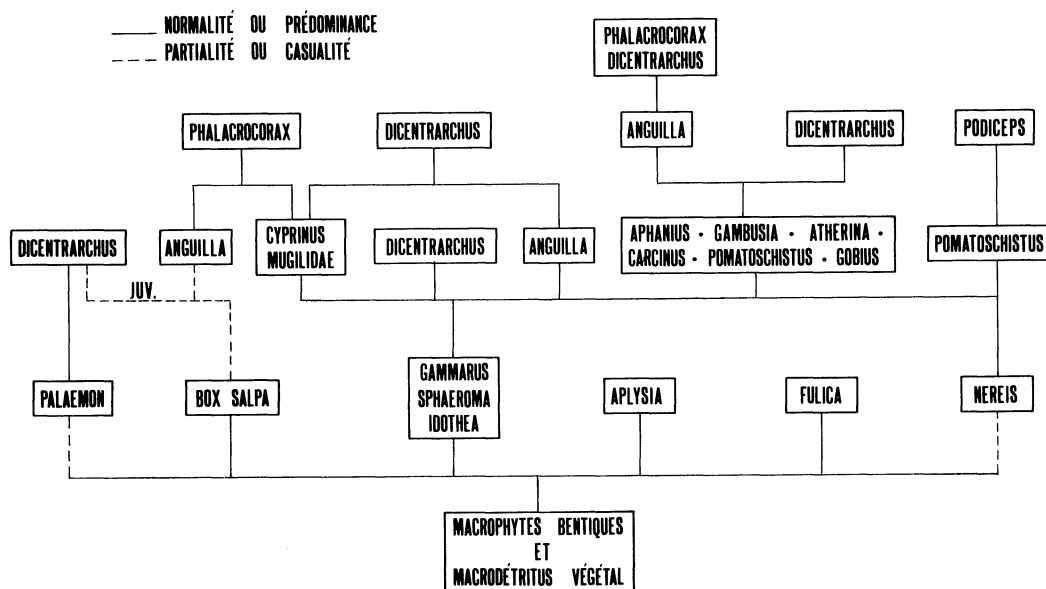 NORMALITÉ OU PRÉDOMINANCE
PARTIALITÉ OU CASUALITÉ
PHALACROCORAX
DICENTRARCHUS
PHALACROCORAX
DICENTRARCHUS
ANGUILLA
DICENTRARCHUS
PODICEPS
DICENTRARCHUS
ANGUILLA
CYPRINUS
MUGILIDAE
DICENTRARCHUS
ANGUILLA
APHANIUS - GAMBUSIA - ATHERINA -
CARCINUS - POMATOSCHISTUS - GOBIUS
POMATOSCHISTUS
JUV.
PALAEMON
BOX SALPA
GAMMARUS
SPHAEROMA
IDOTHEA
APLYSIA
FULICA
NEREIS
MACROPHYTES BENTIQUES
ET
MACRODÉTRITUS VÉGÉTAL